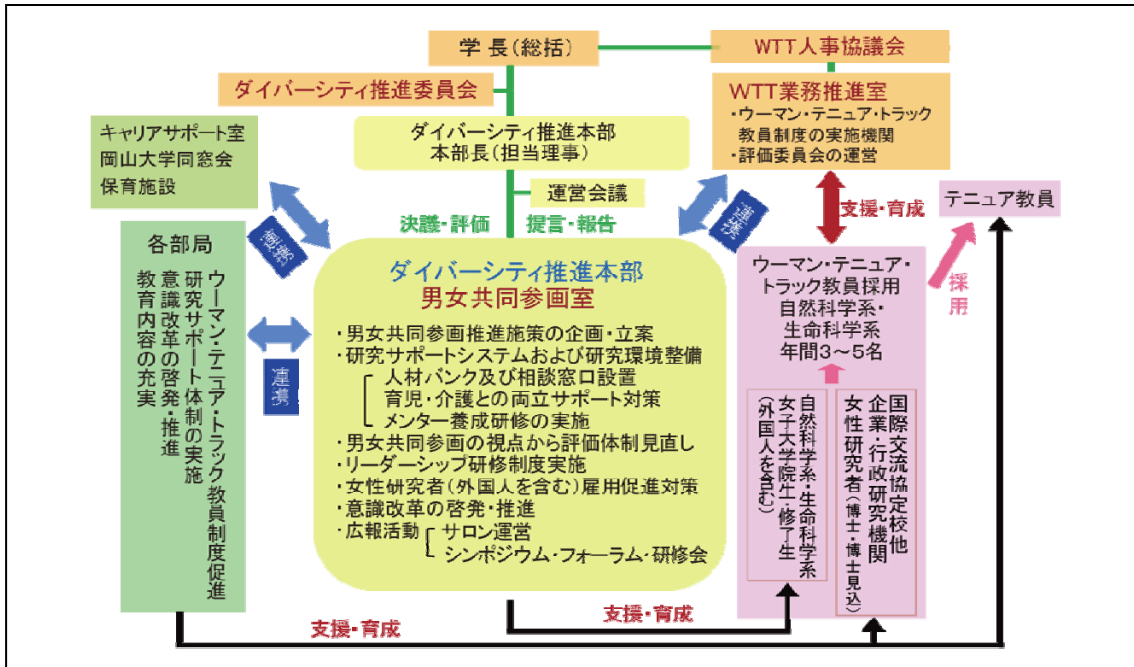 学長(総括)
WTT人事協議会
ダイバーシティ推進委員会
WTT業務推進室
・ウーマン・テニュア・トラック
教員制度の実施機関
・評価委員会の運営
キャリアサポート室
岡山大学同窓会
保育施設
ダイバーシティ推進本部
本部長(担当理事)
運営会議
決議・評価
提言・報告
連携
連携
支援・育成
テニュア教員
採用
各部局
ウーマン・テニュア・トラック教員制度促進
研究サポート体制の実施
意識改革の啓発・推進
教育内容の充実
連携
ダイバーシティ推進本部
男女共同参画室
・男女共同参画推進施策の企画・立案
・研究サポートシステムおよび研究環境整備
人材バンク及び相談窓口設置
育児・介護との両立サポート対策
メンター養成研修の実施
・男女共同参画の視点から評価体制見直し
・リーダーシップ研修制度実施
・女性研究者(外国人を含む)雇用促進対策
・意識改革の啓発・推進
・広報活動
サロン運営
シンポジウム・フォーラム・研修会
ウーマン・テニュア・
トラック教員採用
自然科学系・
生命科学系
年間3～5名
国際交流協定校他
企業・行政研究機関
女性研究者(博士・博士見込)
自然科学系・生命科学系
女子大学院生・修了生
(外国人を含む)
支援・育成
支援・育成